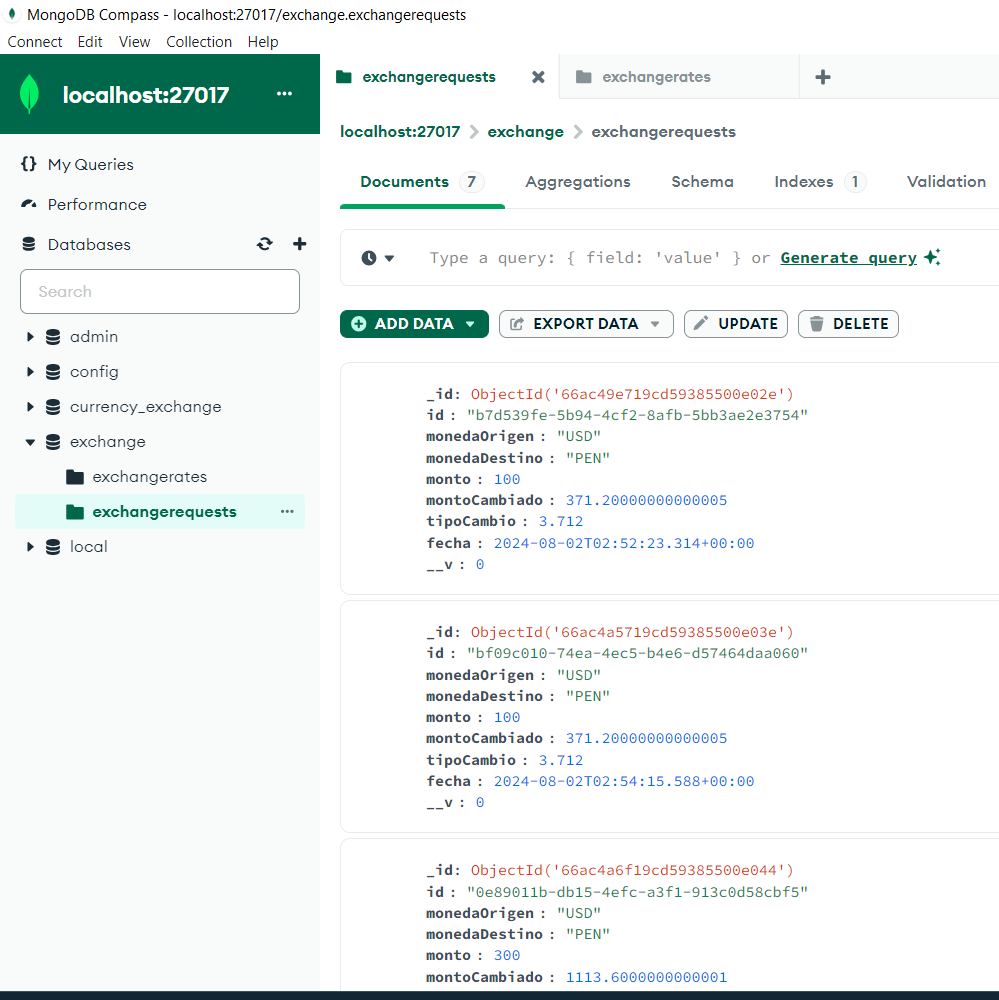 MongoDB Compass - localhost:27017/exchange.exchangerequests
Connect Edit View Collection Help
localhost:27017 ...
{} My Queries
Performance
Databases
Search
admin
config
currency_exchange
exchange
exchangerates
exchangerequests ...
local
exchangerequests exchangerates
localhost:27017 > exchange > exchangerequests
Documents 7 Aggregations Schema Indexes 1 Validation
Type a query: { field: 'value' } or Generate query
ADD DATA EXPORT DATA UPDATE DELETE
_id: ObjectId('66ac49e719cd59385500e02e')
id : "b7d539fe-5b94-4cf2-8afb-5bb3ae2e3754"
monedaOrigen : "USD"
monedaDestino : "PEN"
monto : 100
montoCambiado : 371.20000000000005
tipoCambio : 3.712
fecha : 2024-08-02T02:52:23.314+00:00
__v : 0
_id: ObjectId('66ac4a5719cd59385500e03e')
id : "bf09c010-74ea-4ec5-b4e6-d57464daa060"
monedaOrigen : "USD"
monedaDestino : "PEN"
monto : 100
montoCambiado : 371.20000000000005
tipoCambio : 3.712
fecha : 2024-08-02T02:54:15.588+00:00
__v : 0
_id: ObjectId('66ac4a6f19cd59385500e044')
id : "0e89011b-db15-4efc-a3f1-913c0d58cbf5"
monedaOrigen : "USD"
monedaDestino : "PEN"
monto : 300
montoCambiado : 1113.6000000000001